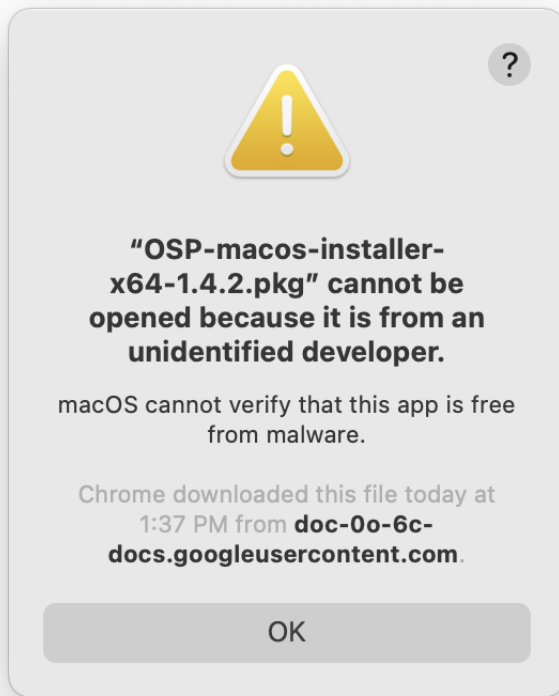 ?
“OSP-macos-installer-
x64-1.4.2.pkg” cannot be
opened because it is from an
unidentified developer.
macOS cannot verify that this app is free
from malware.
Chrome downloaded this file today at
1:37 PM from doc-0o-6c-
docs.googleusercontent.com.
OK